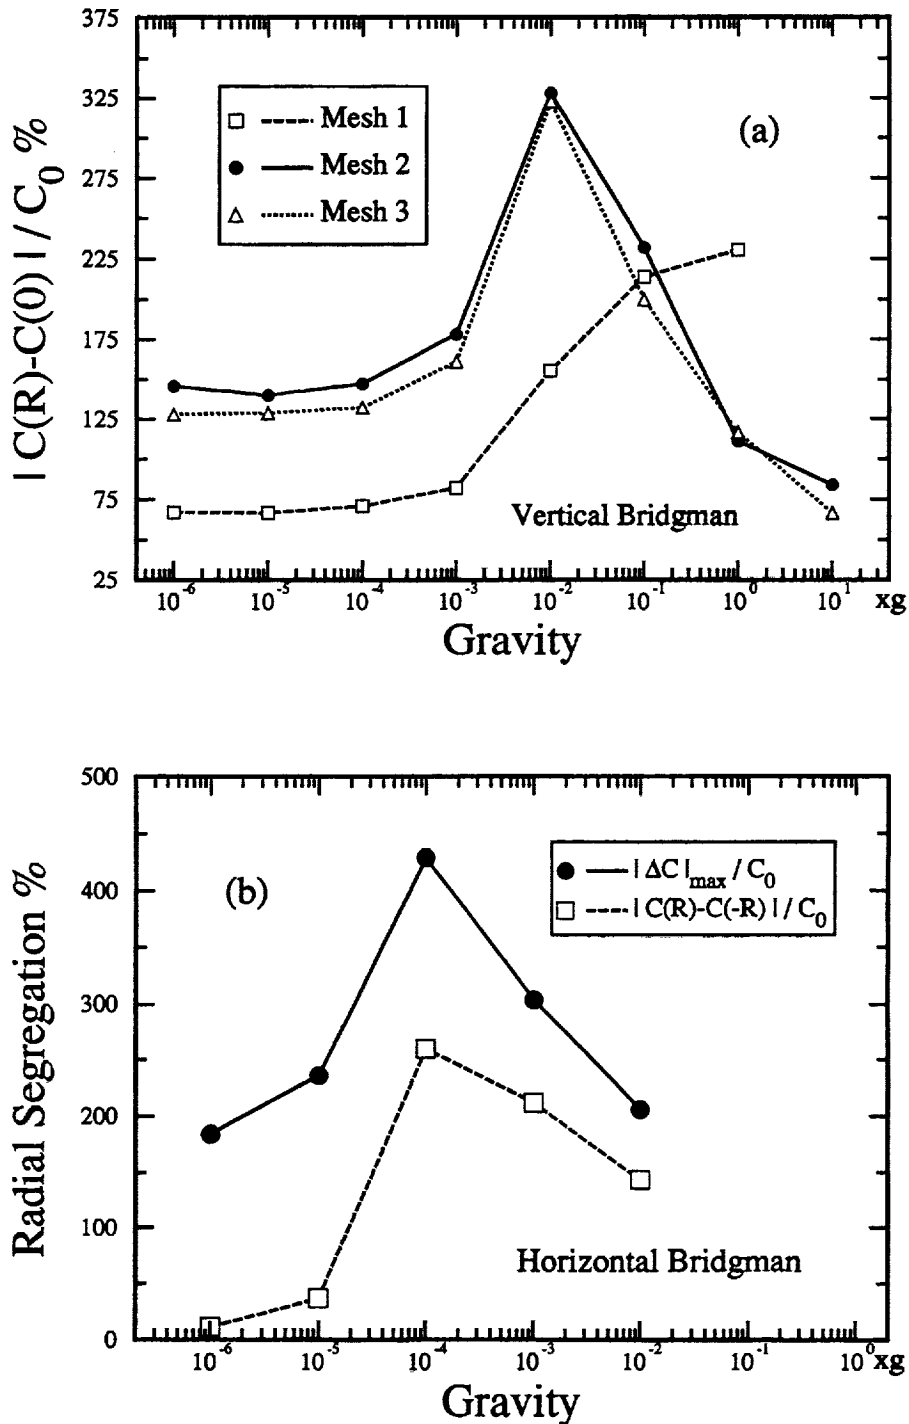 375
325
275
225
175
125
75
25
| C(R)-C(0) | / C₀ %
Mesh 1
Mesh 2
Mesh 3
(a)
Vertical Bridgman
10⁻⁶ 10⁻⁵ 10⁻⁴ 10⁻³ 10⁻² 10⁻¹ 10⁰ 10¹ xg
Gravity
500
400
300
200
100
0
Radial Segregation %
(b)
| ΔC |max / C₀
| C(R)-C(-R) | / C₀
Horizontal Bridgman
10⁻⁶ 10⁻⁵ 10⁻⁴ 10⁻³ 10⁻² 10⁻¹ 10⁰ xg
Gravity